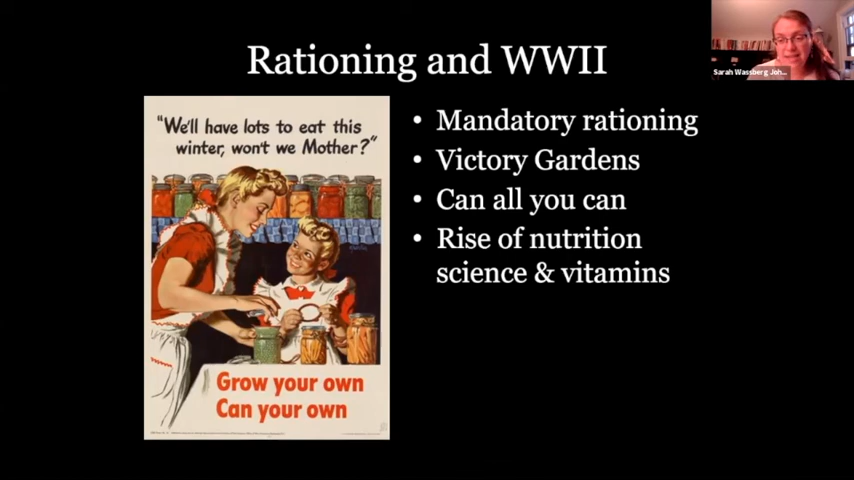 Rationing and WWII
Sarah Wassberg Joh...
"We'll have lots to eat this
winter, won't we Mother?"
Grow your own
Can your own
• Mandatory rationing
• Victory Gardens
• Can all you can
• Rise of nutrition
science & vitamins